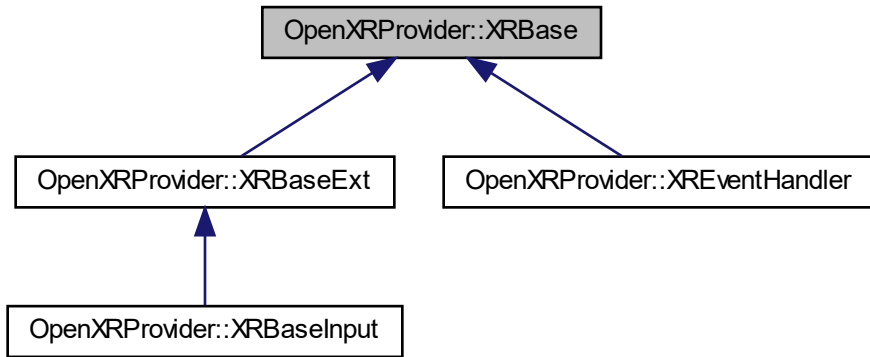 OpenXRProvider::XRBase
OpenXRProvider::XRBaseExt
OpenXRProvider::XREventHandler
OpenXRProvider::XRBaseInput